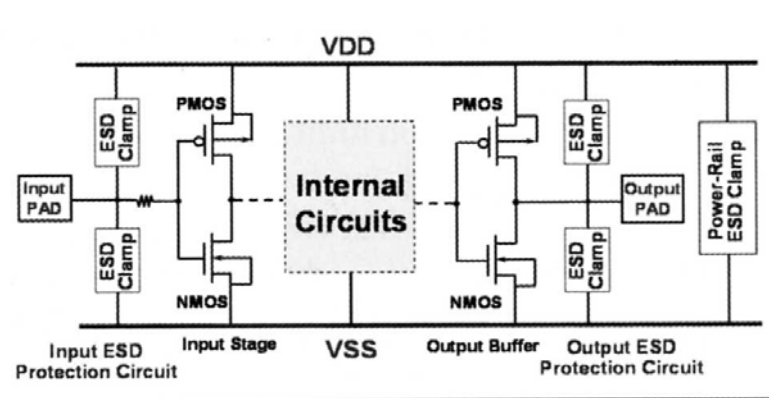 VDD
ESD
Clamp
PMOS
PMOS
ESD
Clamp
Input
PAD
Internal
Circuits
Output
PAD
Power-Rail
ESD Clamp
ESD
Clamp
NMOS
NMOS
ESD
Clamp
Input ESD
Protection Circuit
Input Stage
VSS
Output Buffer
Output ESD
Protection Circuit